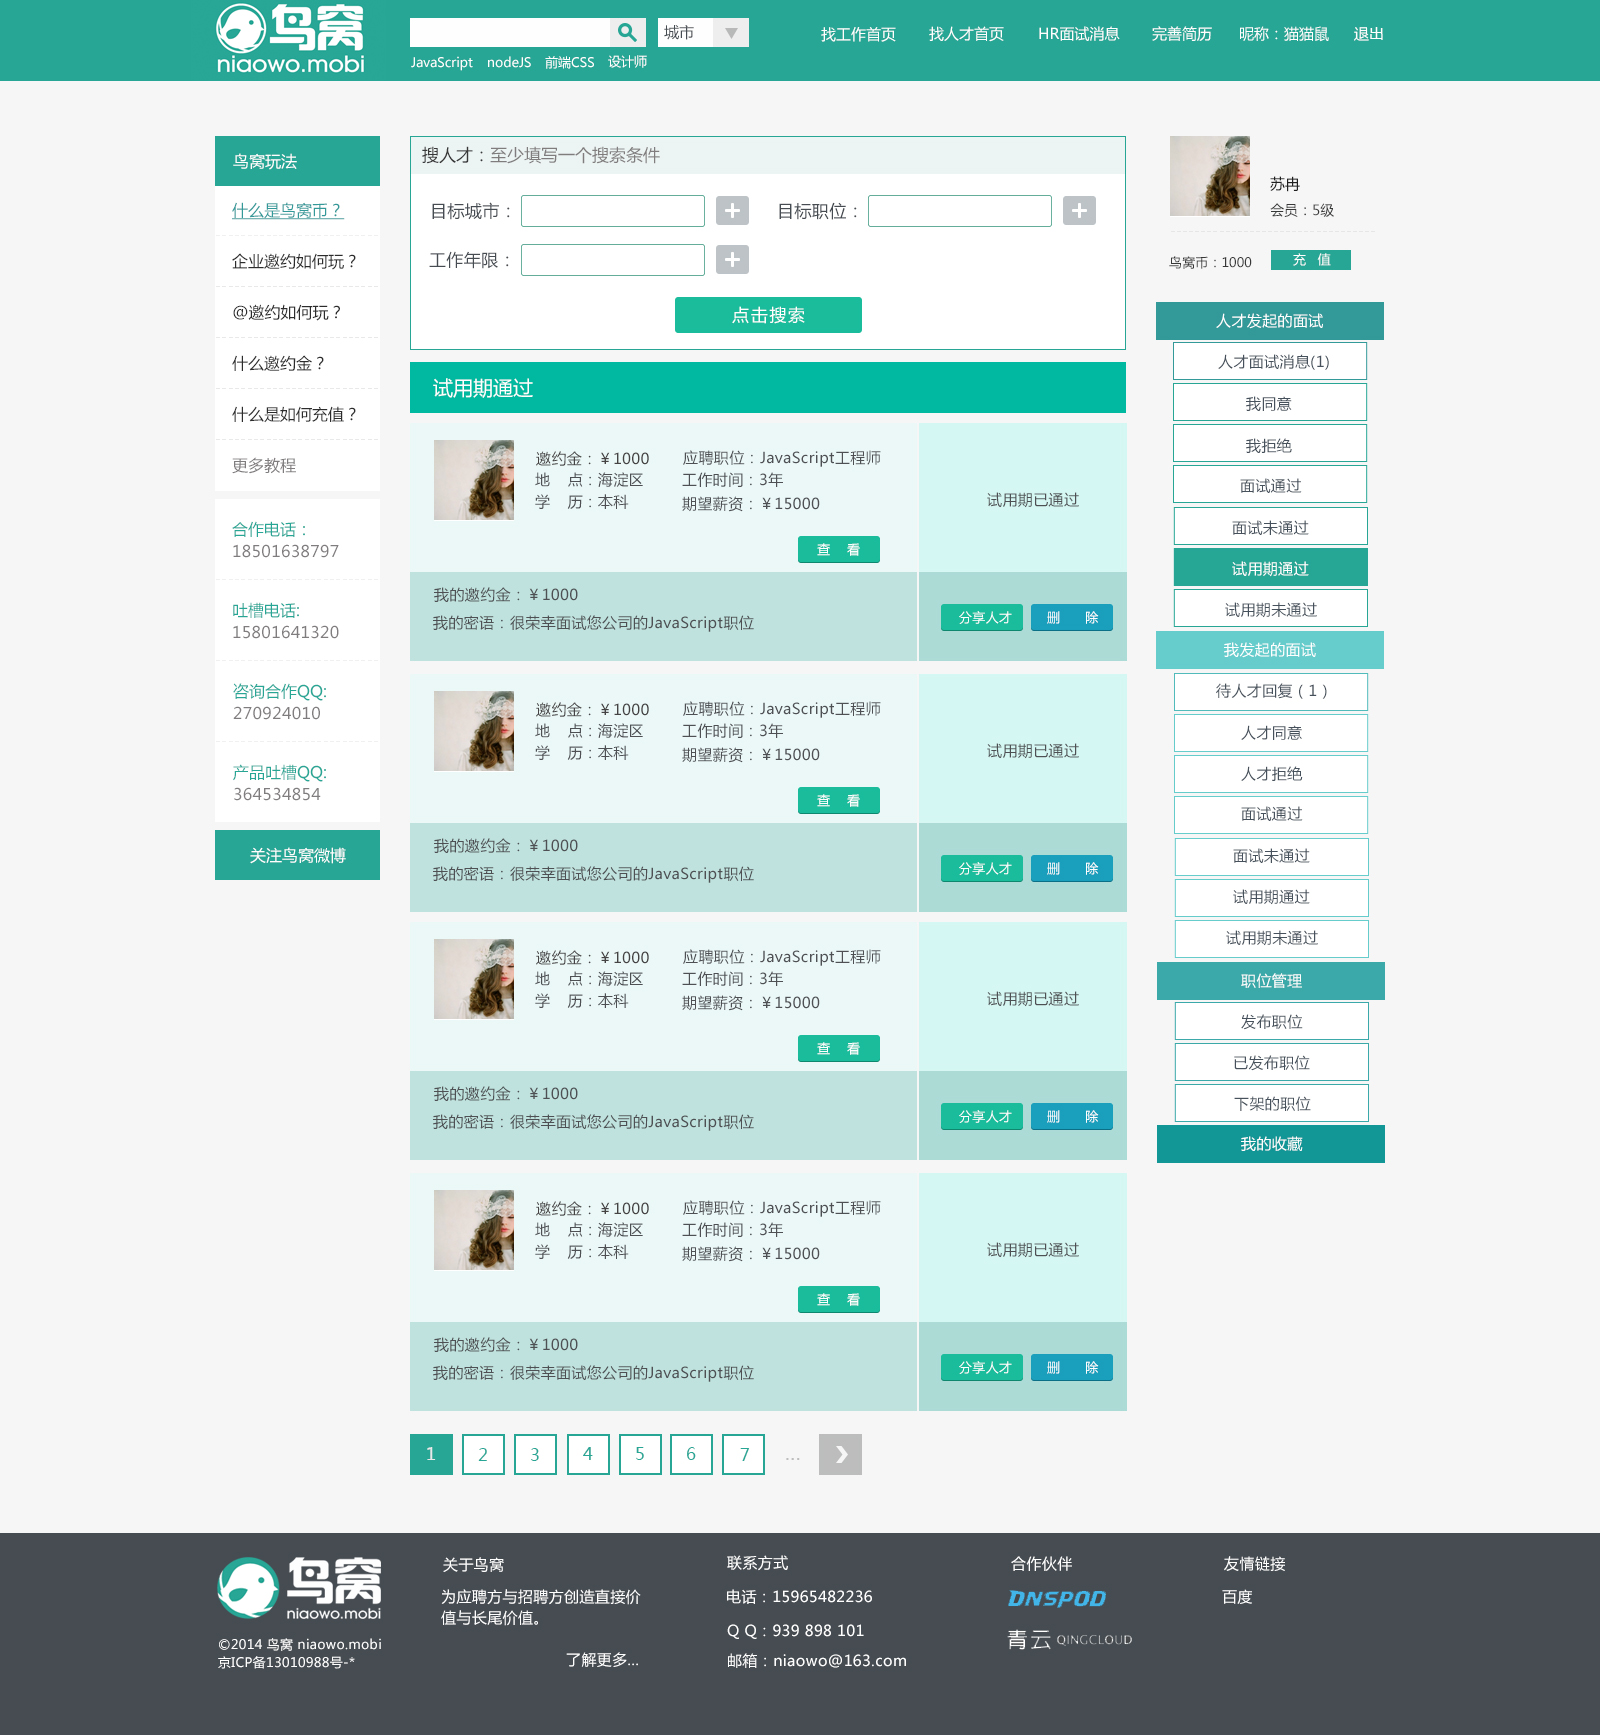 鸟窝
niaowo.mobi
城市
JavaScript nodeJS 前端CSS 设计师
找工作首页 找人才首页 HR面试消息 完善简历 昵称：猫猫鼠 退出
鸟窝玩法
什么是鸟窝币？
企业邀约如何玩？
@邀约如何玩？
什么邀约金？
什么是如何充值？
更多教程
合作电话：
18501638797
吐槽电话:
15801641320
咨询合作QQ:
270924010
产品吐槽QQ:
364534854
关注鸟窝微博
搜人才：至少填写一个搜索条件
目标城市： 目标职位：
工作年限：
点击搜索
试用期通过
邀约金：￥1000 应聘职位：JavaScript工程师
地 点：海淀区 工作时间：3年
学 历：本科 期望薪资：￥15000
试用期已通过
查 看
我的邀约金：￥1000
我的密语：很荣幸面试您公司的JavaScript职位
分享人才 删 除
邀约金：￥1000 应聘职位：JavaScript工程师
地 点：海淀区 工作时间：3年
学 历：本科 期望薪资：￥15000
试用期已通过
查 看
我的邀约金：￥1000
我的密语：很荣幸面试您公司的JavaScript职位
分享人才 删 除
邀约金：￥1000 应聘职位：JavaScript工程师
地 点：海淀区 工作时间：3年
学 历：本科 期望薪资：￥15000
试用期已通过
查 看
我的邀约金：￥1000
我的密语：很荣幸面试您公司的JavaScript职位
分享人才 删 除
邀约金：￥1000 应聘职位：JavaScript工程师
地 点：海淀区 工作时间：3年
学 历：本科 期望薪资：￥15000
试用期已通过
查 看
我的邀约金：￥1000
我的密语：很荣幸面试您公司的JavaScript职位
分享人才 删 除
1 2 3 4 5 6 7 ... ❯
苏冉
会员：5级
鸟窝币：1000 充 值
人才发起的面试
人才面试消息(1)
我同意
我拒绝
面试通过
面试未通过
试用期通过
试用期未通过
我发起的面试
待人才回复（1）
人才同意
人才拒绝
面试通过
面试未通过
试用期通过
试用期未通过
职位管理
发布职位
已发布职位
下架的职位
我的收藏
鸟窝
niaowo.mobi
©2014 鸟窝 niaowo.mobi
京ICP备13010988号-*
关于鸟窝
为应聘方与招聘方创造直接价
值与长尾价值。
了解更多...
联系方式
电话：15965482236
Q Q：939 898 101
邮箱：niaowo@163.com
合作伙伴
DNSPOD
青云 QINGCLOUD
友情链接
百度